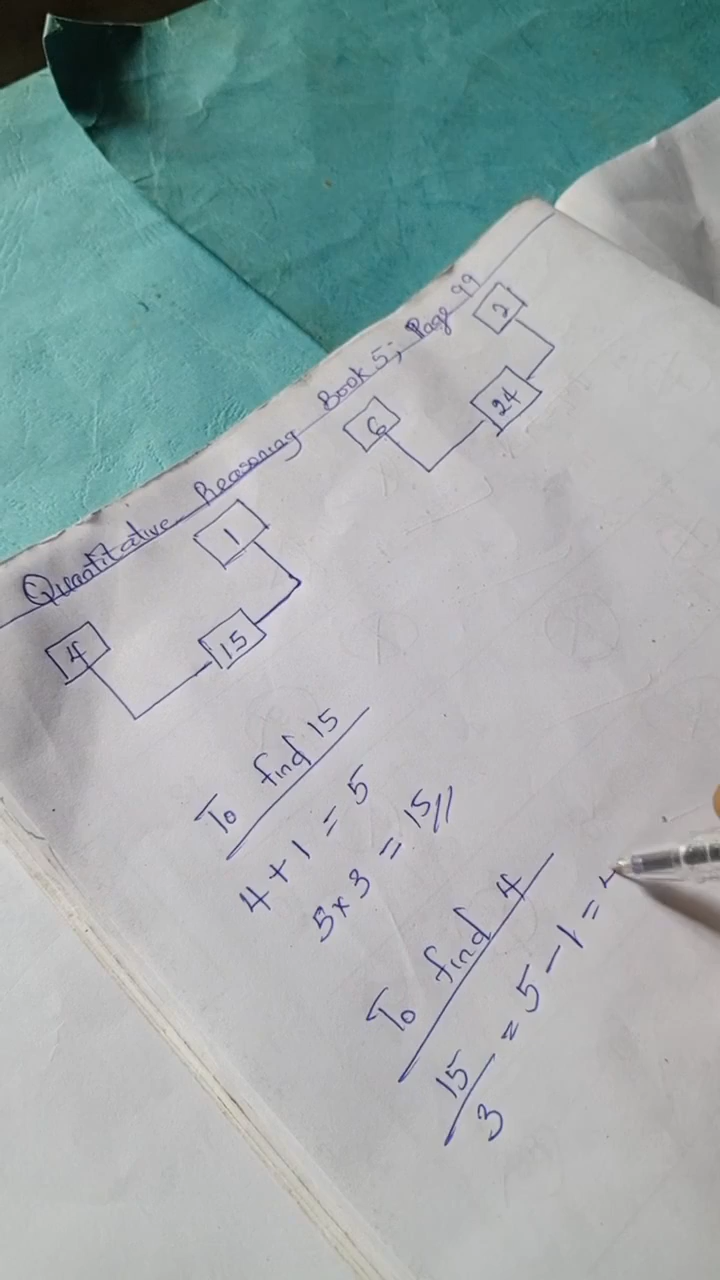 Quantitative Reasoning Book 5; Page 99
4
15
1
6
24
2
To find 15
4 + 1 = 5
5 x 3 = 15//
To find 4
15/3 = 5 - 1 =